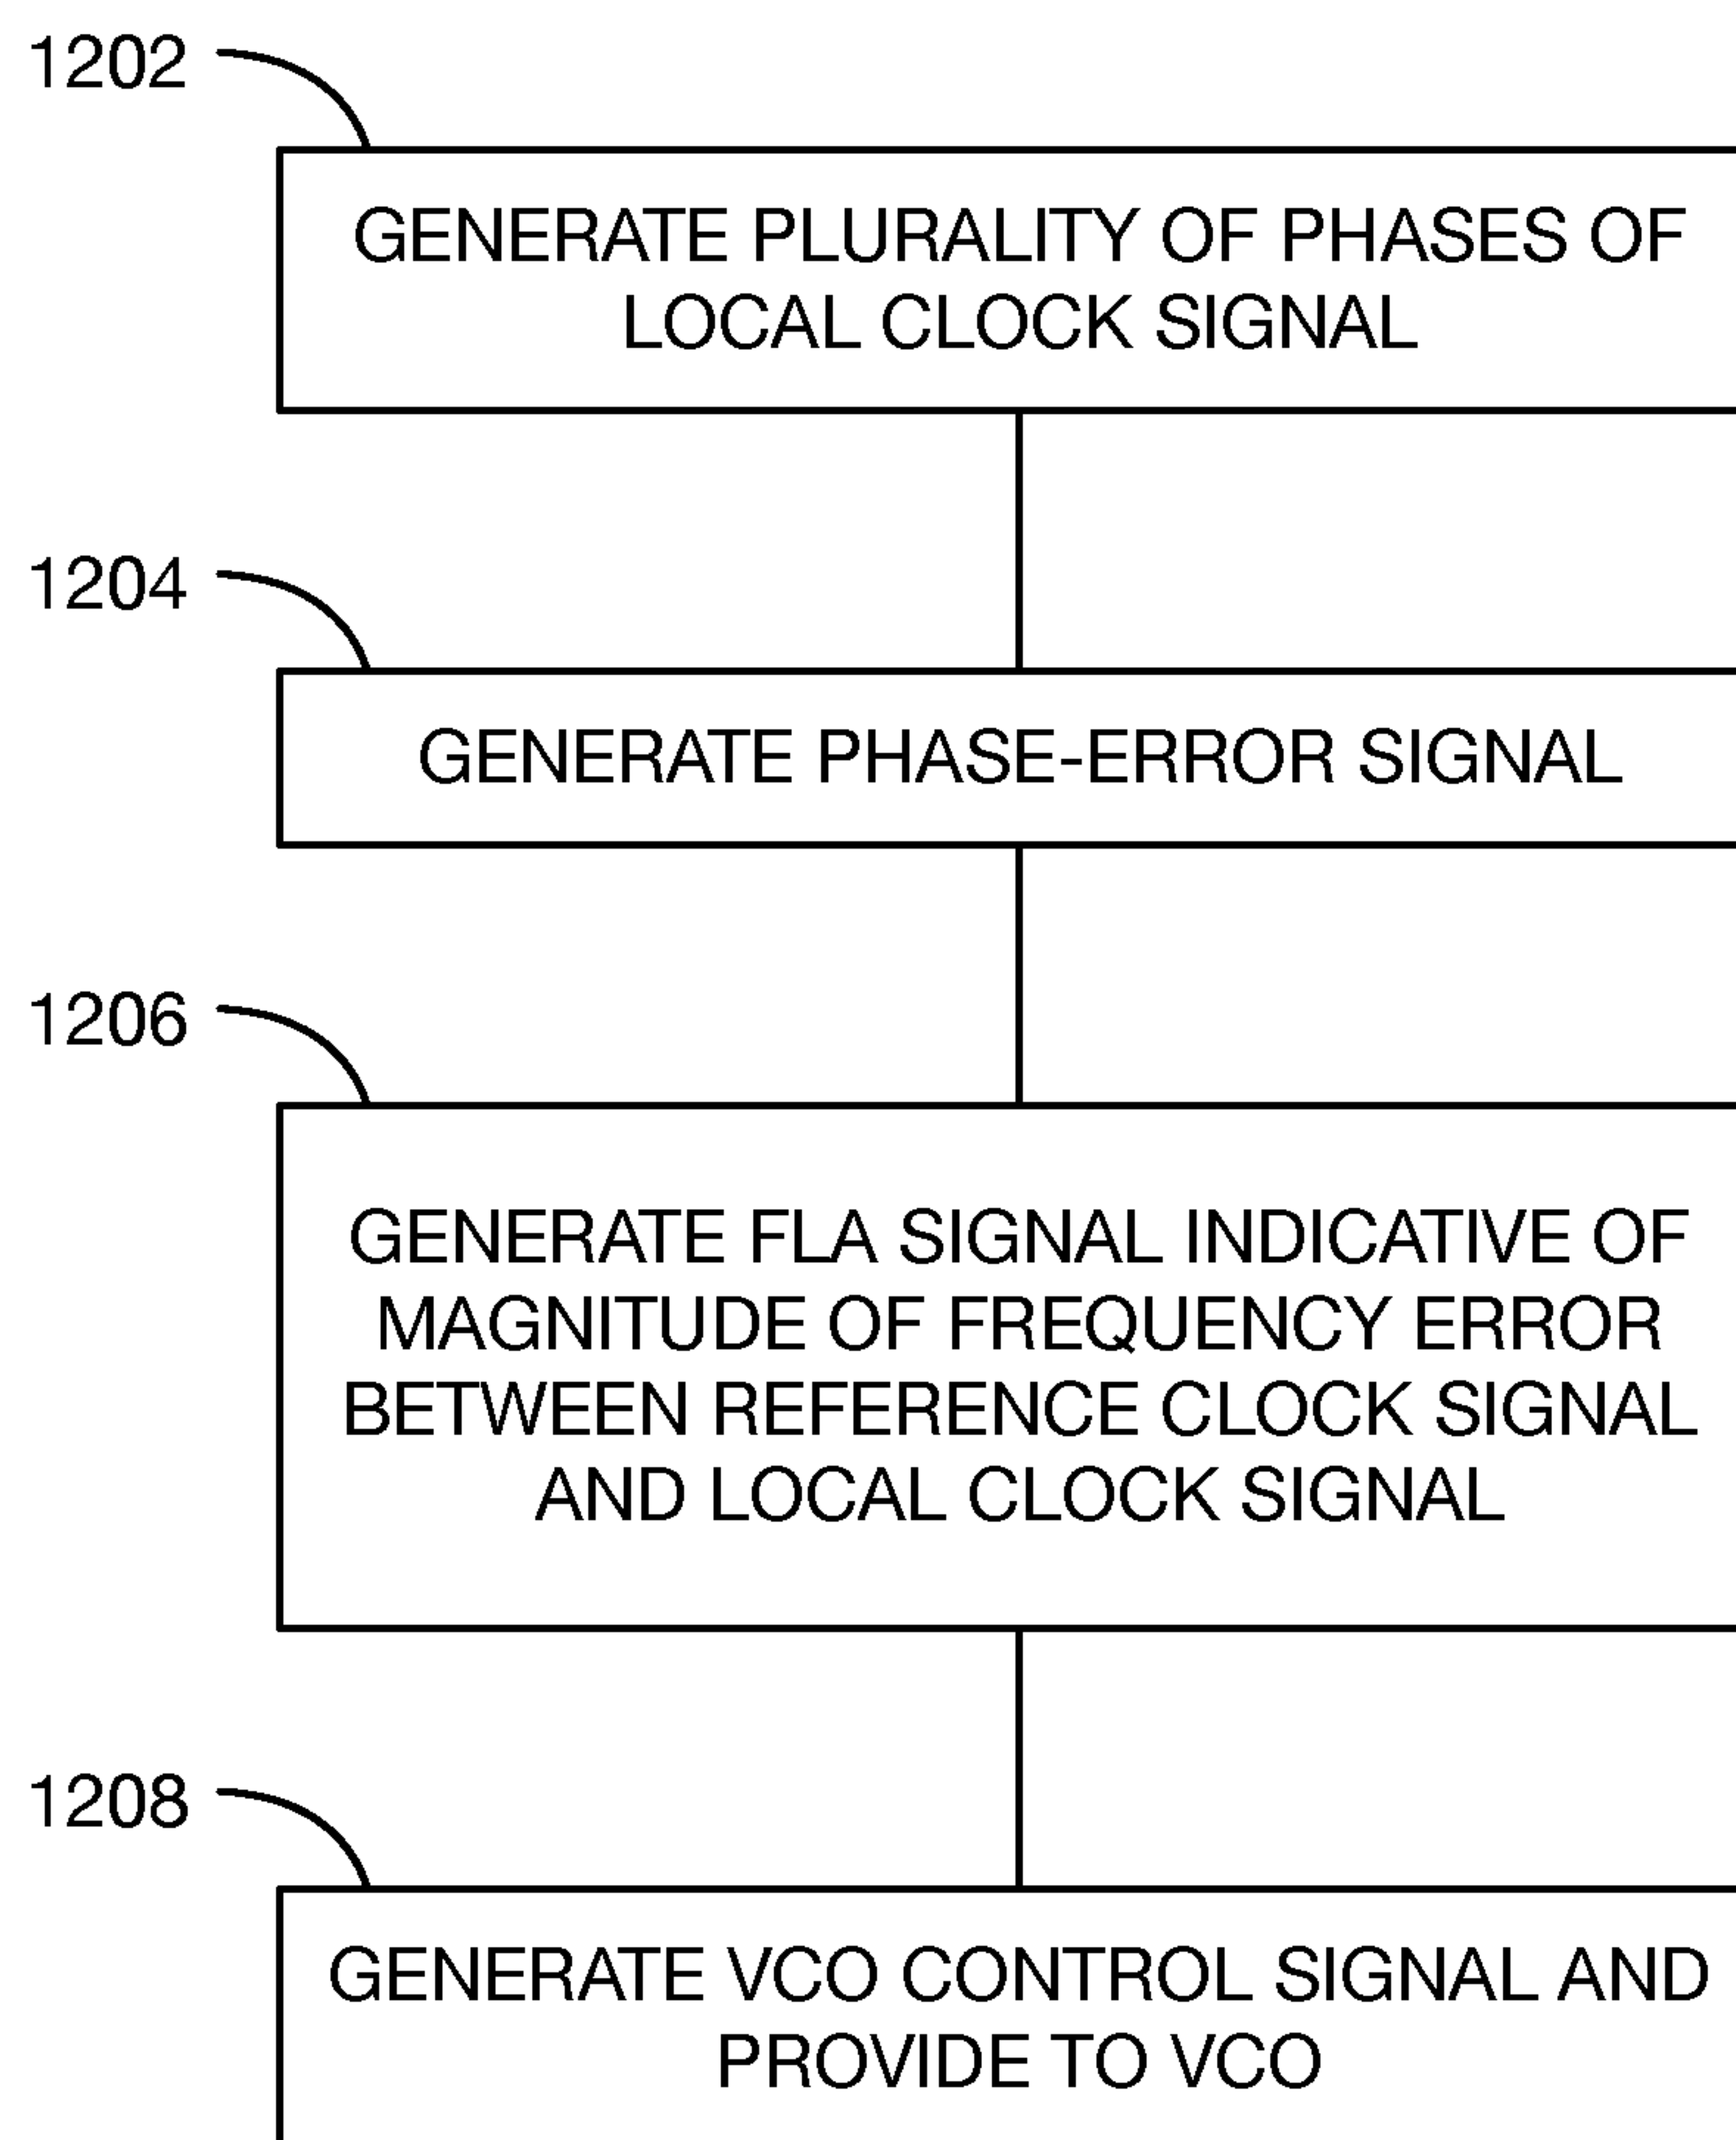 1202
GENERATE PLURALITY OF PHASES OF
LOCAL CLOCK SIGNAL
1204
GENERATE PHASE-ERROR SIGNAL
1206
GENERATE FLA SIGNAL INDICATIVE OF
MAGNITUDE OF FREQUENCY ERROR
BETWEEN REFERENCE CLOCK SIGNAL
AND LOCAL CLOCK SIGNAL
1208
GENERATE VCO CONTROL SIGNAL AND
PROVIDE TO VCO